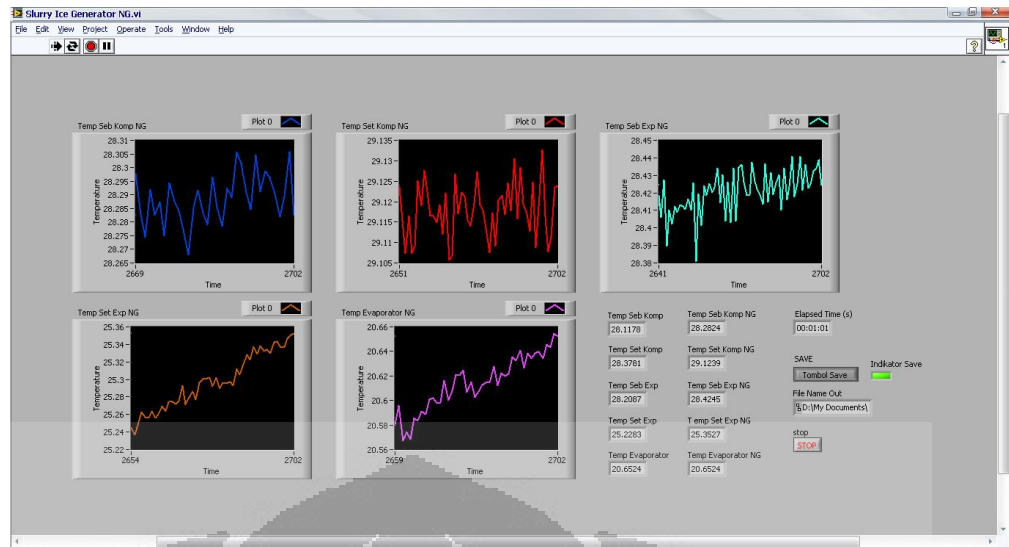 Slurry Ice Generator NG.vi
File Edit View Project Operate Tools Window Help
Temp Seb Komp NG
Plot 0
28.31
28.305
28.3
28.295
28.29
28.285
28.28
28.275
28.27
28.265
Temperature
2669
2702
Time
Temp Set Komp NG
Plot 0
29.135
29.13
29.125
29.12
29.115
29.11
29.105
Temperature
2651
2702
Time
Temp Seb Exp NG
Plot 0
28.45
28.44
28.43
28.42
28.41
28.4
28.39
28.38
Temperature
2641
2702
Time
Temp Set Exp NG
Plot 0
25.36
25.34
25.32
25.3
25.28
25.26
25.24
25.22
Temperature
2654
2702
Time
Temp Evaporator NG
Plot 0
20.66
20.64
20.62
20.6
20.58
20.56
Temperature
2659
2702
Time
Temp Seb Komp Temp Seb Komp NG
28.1178 28.2824
Temp Set Komp Temp Set Komp NG
28.3781 29.1239
Temp Seb Exp Temp Seb Exp NG
28.2087 28.4245
Temp Set Exp T emp Set Exp NG
25.2283 25.3527
Temp Evaporator Temp Evaporator NG
20.6524 20.6524
Elapsed Time (s)
00:01:01
SAVE
Tombol Save
Indikator Save
File Name Out
D:\My Documents\
stop
STOP